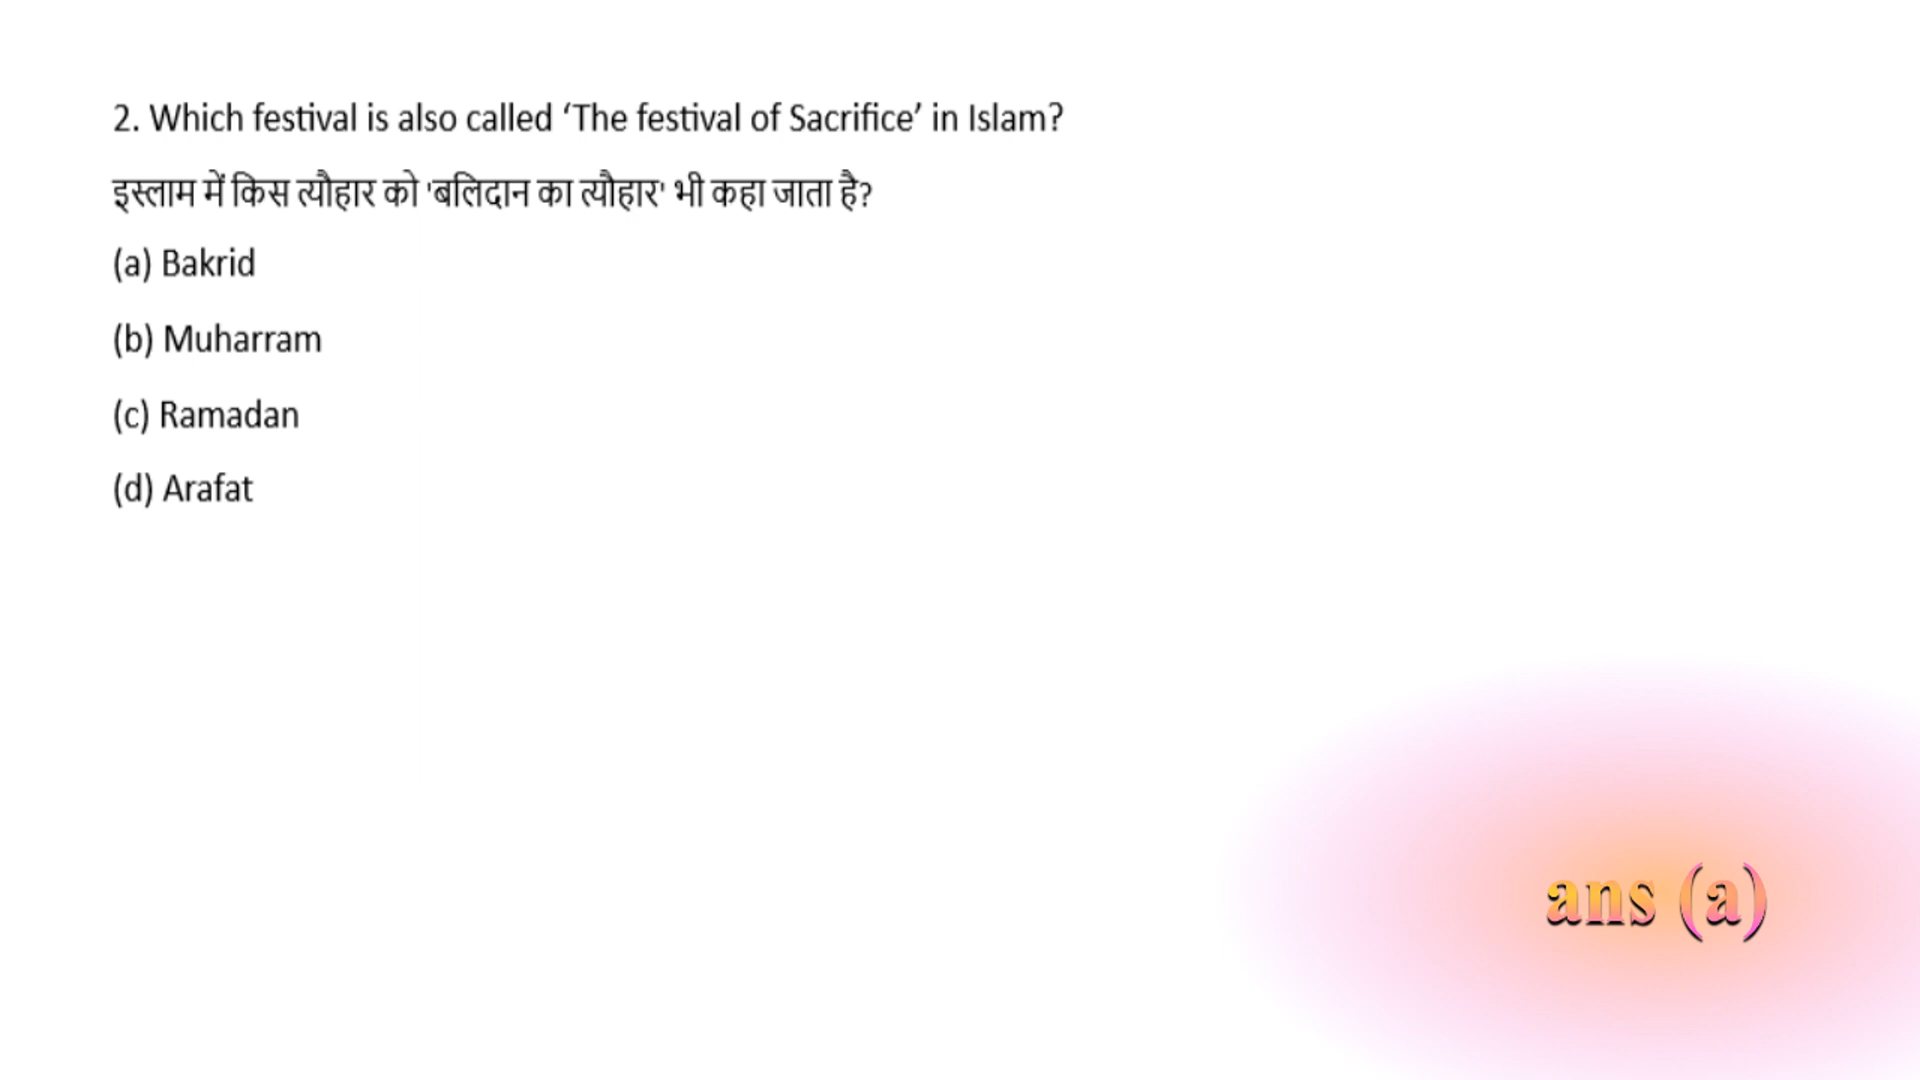 2. Which festival is also called ‘The festival of Sacrifice’ in Islam?
इस्लाम में किस त्यौहार को 'बलिदान का त्यौहार' भी कहा जाता है?
(a) Bakrid
(b) Muharram
(c) Ramadan
(d) Arafat
ans (a)